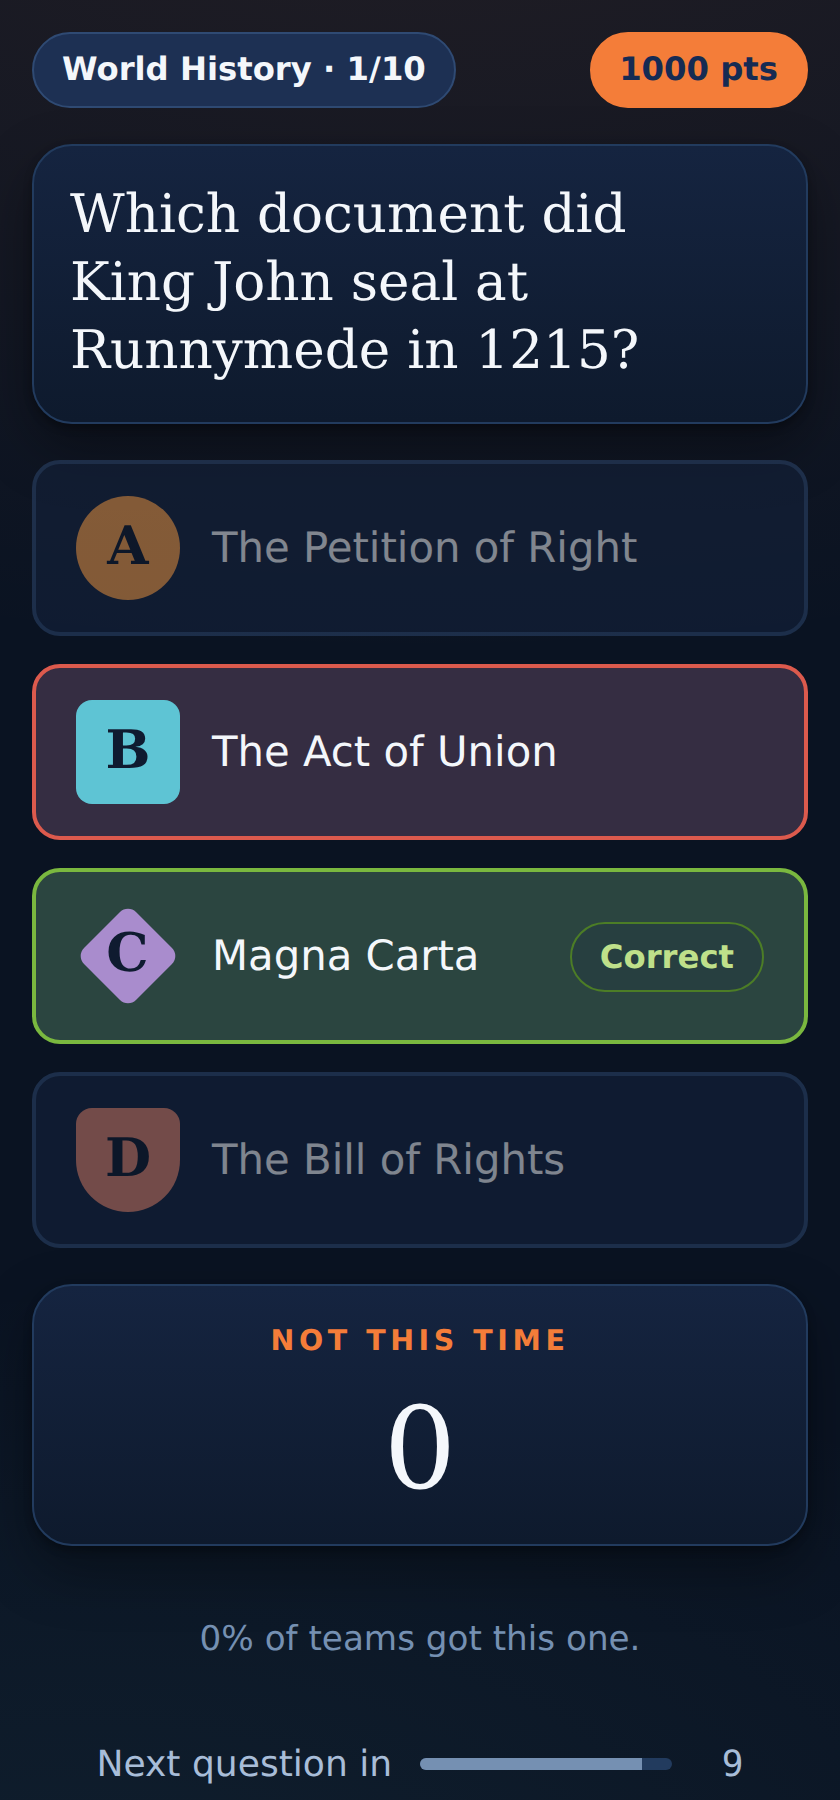 World History · 1/10
1000 pts
Which document did
King John seal at
Runnymede in 1215?
A
The Petition of Right
B
The Act of Union
C
Magna Carta
Correct
D
The Bill of Rights
NOT THIS TIME
0
0% of teams got this one.
Next question in
9